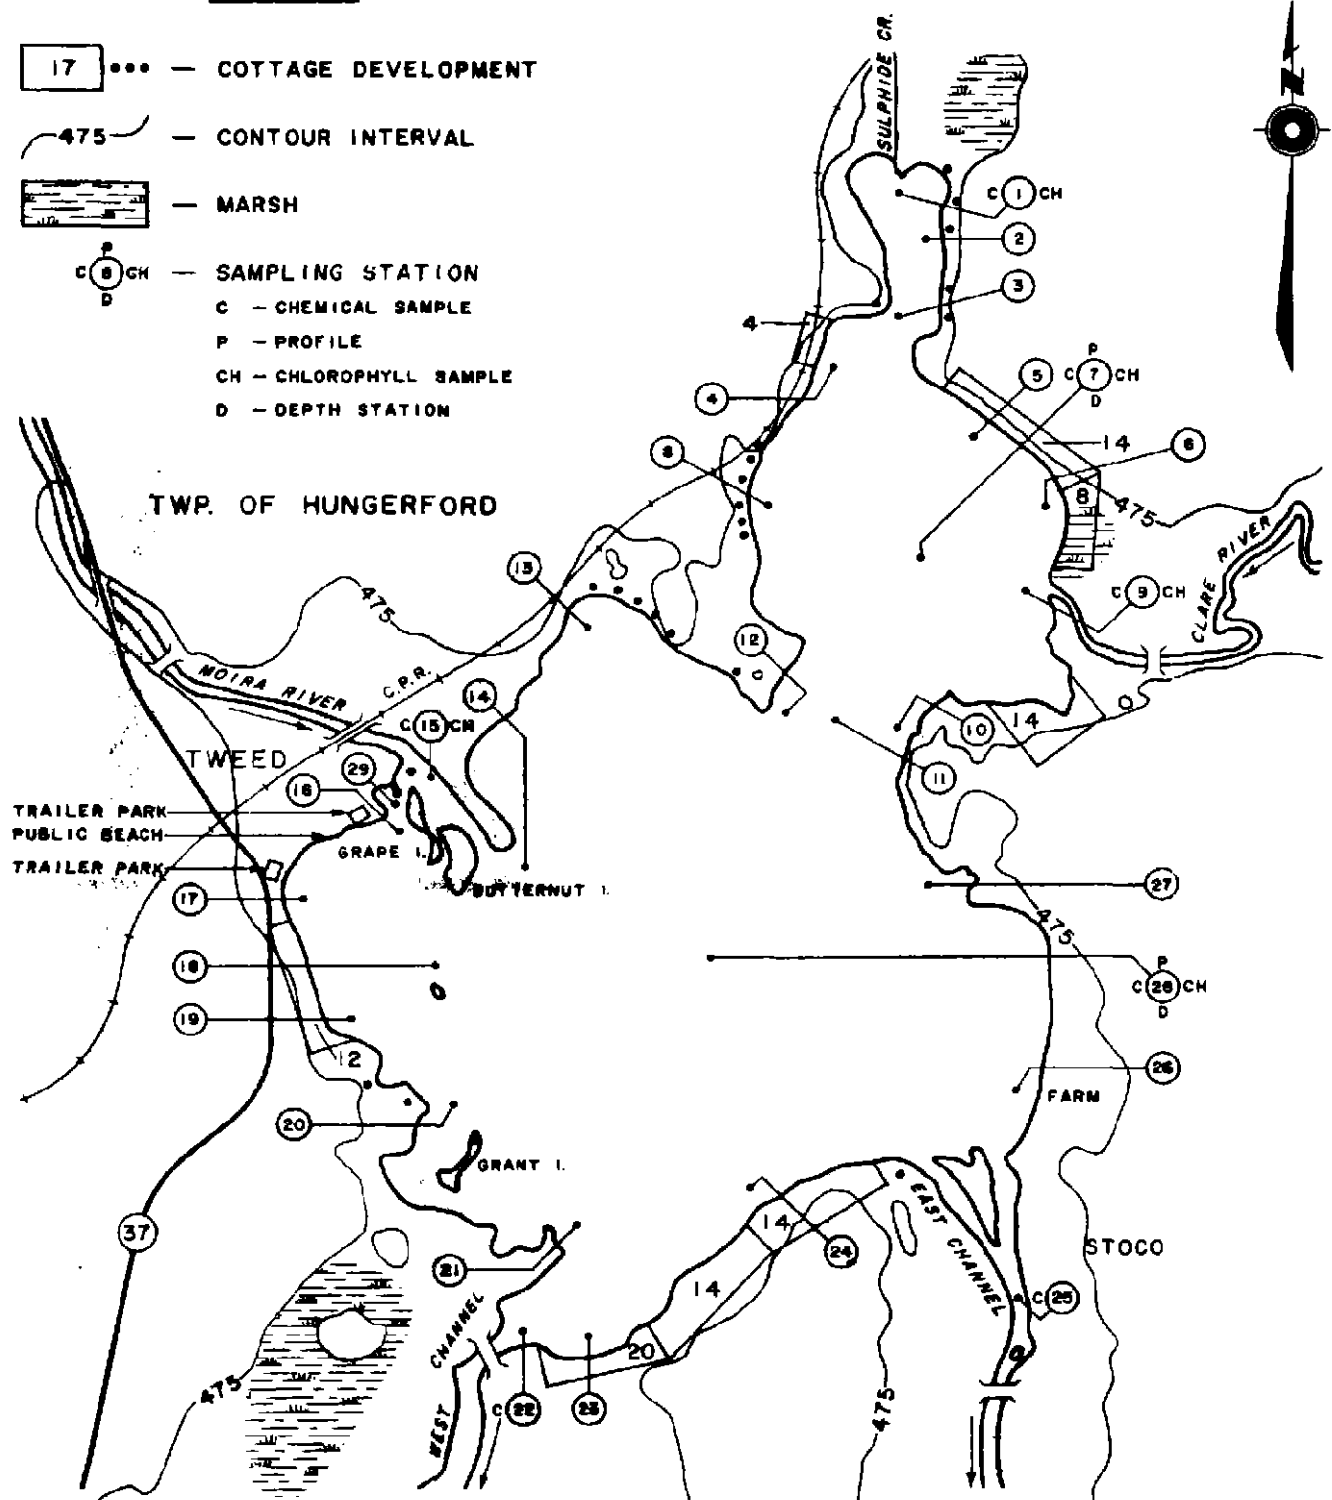 17 ••• — COTTAGE DEVELOPMENT
475 — CONTOUR INTERVAL
— MARSH
P
C 8 CH — SAMPLING STATION
D
C — CHEMICAL SAMPLE
P — PROFILE
CH — CHLOROPHYLL SAMPLE
D — DEPTH STATION
N
SULPHIDE CR.
C 1 CH
2
3
4
P
5 C 7 CH
D
4
14
6
8
8
475
TWP. OF HUNGERFORD
CLARE RIVER
13
475
C 9 CH
12
MOIRA RIVER
C.P.R.
14
C 15 CH
10
14
TWEED
29
11
16
TRAILER PARK
PUBLIC BEACH
GRAPE I.
TRAILER PARK
BUTTERNUT I.
17
27
475
18
P
C 28 CH
D
19
12
26
FARM
20
GRANT I.
EAST CHANNEL
14
37
24
STOCO
21
14
C 25
WEST CHANNEL
20
475
C 22
23
475